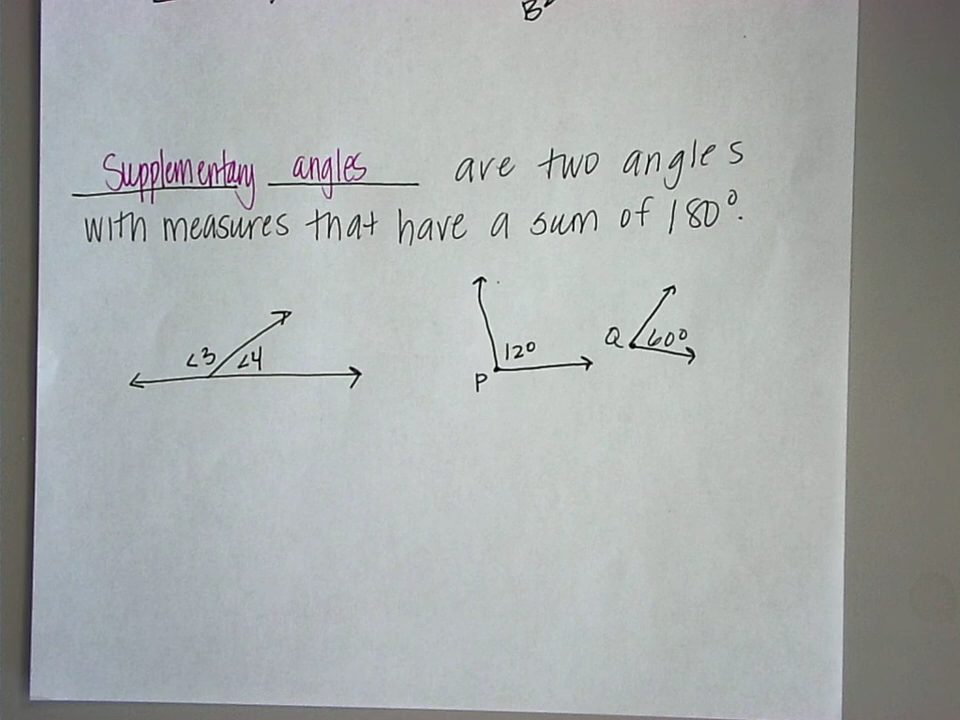 B
Supplementary angles are two angles
with measures that have a sum of 180°.
∠3 ∠4
120
P
Q 60°